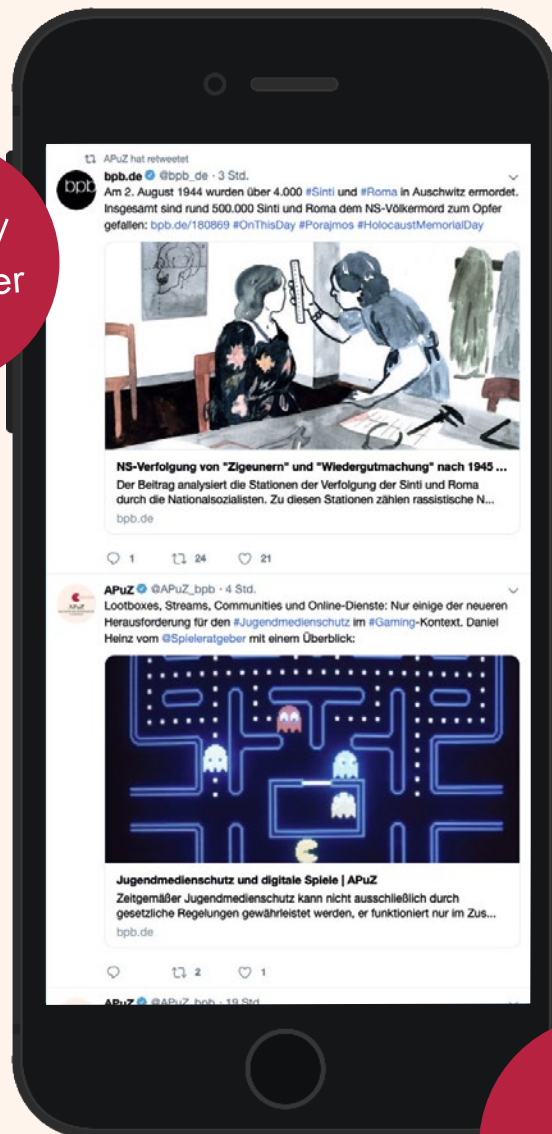 APuZ hat retweetet
bpb
bpb.de @bpb_de · 3 Std.
Am 2. August 1944 wurden über 4.000 #Sinti und #Roma in Auschwitz ermordet.
Insgesamt sind rund 500.000 Sinti und Roma dem NS-Völkermord zum Opfer
gefallen: bpb.de/180869 #OnThisDay #Porajmos #HolocaustMemorialDay
NS-Verfolgung von "Zigeunern" und "Wiedergutmachung" nach 1945 ...
Der Beitrag analysiert die Stationen der Verfolgung der Sinti und Roma
durch die Nationalsozialisten. Zu diesen Stationen zählen rassistische N...
bpb.de
1 24 21
APuZ
APuZ @APuZ_bpb · 4 Std.
Lootboxes, Streams, Communities und Online-Dienste: Nur einige der neueren
Herausforderung für den #Jugendmedienschutz im #Gaming-Kontext. Daniel
Heinz vom @Spieleratgeber mit einem Überblick:
Jugendmedienschutz und digitale Spiele | APuZ
Zeitgemäßer Jugendmedienschutz kann nicht ausschließlich durch
gesetzliche Regelungen gewährleistet werden, er funktioniert nur im Zus...
bpb.de
2 1
APuZ @APuZ_bpb · 19 Std.